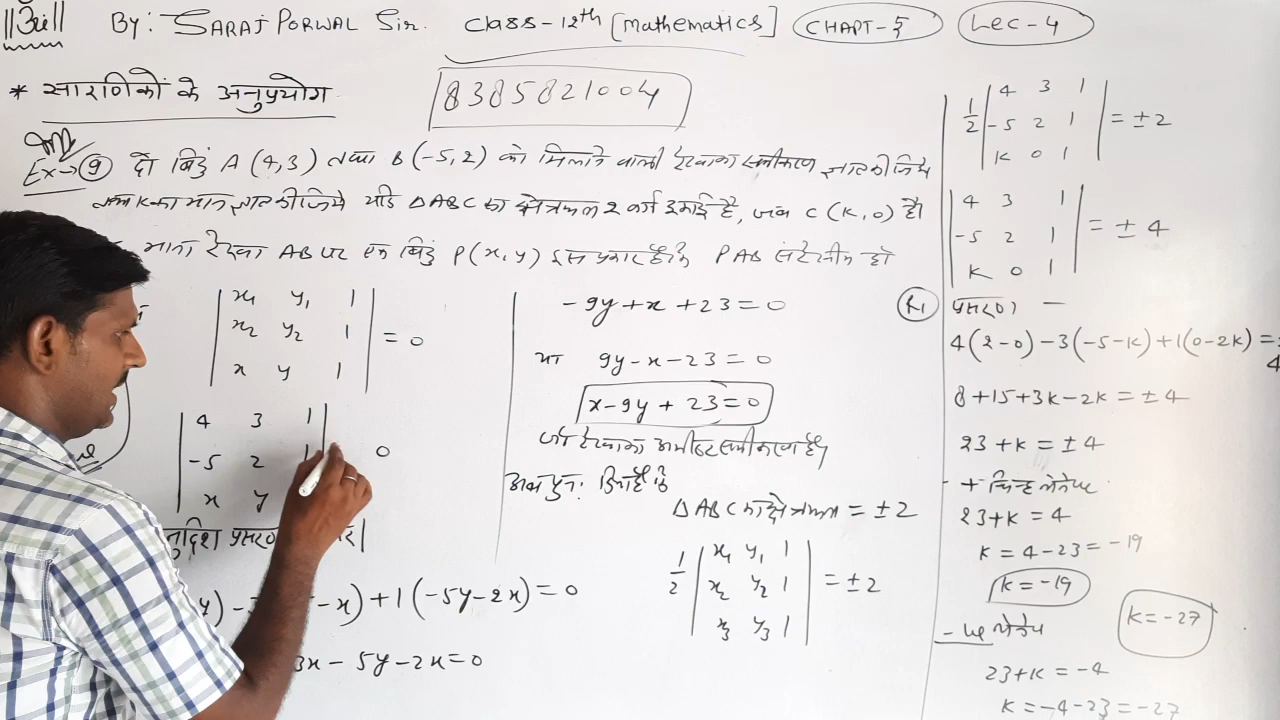 ||ॐ|| By: SARAJ PORWAL Sir. Class-12th [Mathematics] CHAPT-5 Lec-4
* सारणिकों के अनुप्रयोग
8385821004
Ex→ 9 दो बिंदु A(4,3) तथा B(-5,2) को मिलाने वाली रेखा का समीकरण ज्ञात कीजिये
तथा K का मान ज्ञात कीजिये यदि ΔABC का क्षेत्रफल 2 वर्ग इकाई है, जब C(K,0) है।
माना रेखा AB पर एक बिंदु P(x,y) इस प्रकार है कि PAB संरेखीय हो
x1 y1 1
x2 y2 1 = 0
x y 1
4 3 1
-5 2 1 0
x y
प्रसरण
y) -x) + 1(-5y-2x) = 0
3x - 5y - 2x = 0
-9y + x + 23 = 0
या 9y - x - 23 = 0
x - 9y + 23 = 0
जो रेखा का अभीष्ट समीकरण है।
अब पुनः दिया है कि
ΔABC का क्षेत्रफल = ±2
1/2 | x1 y1 1 |
| x2 y2 1 | = ±2
| x3 y3 1 |
1/2 | 4 3 1 |
| -5 2 1 | = ±2
| K 0 1 |
| 4 3 1 |
| -5 2 1 | = ±4
| K 0 1 |
R1 प्रसरण —
4(2-0) - 3(-5-K) + 1(0-2K) =
4
8 + 15 + 3K - 2K = ±4
23 + K = ±4
+ चिन्ह लेने पर
23 + K = 4
K = 4 - 23 = -19
K = -19
K = -27
23 + K = -4
K = -4 - 23 = -27